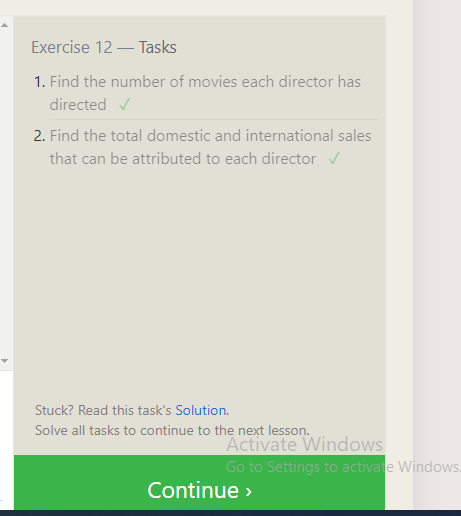 Exercise 12 — Tasks
1. Find the number of movies each director has
directed ✓
2. Find the total domestic and international sales
that can be attributed to each director ✓
Stuck? Read this task's Solution.
Solve all tasks to continue to the next lesson.
Activate Windows
Go to Settings to activate Windows.
Continue ›